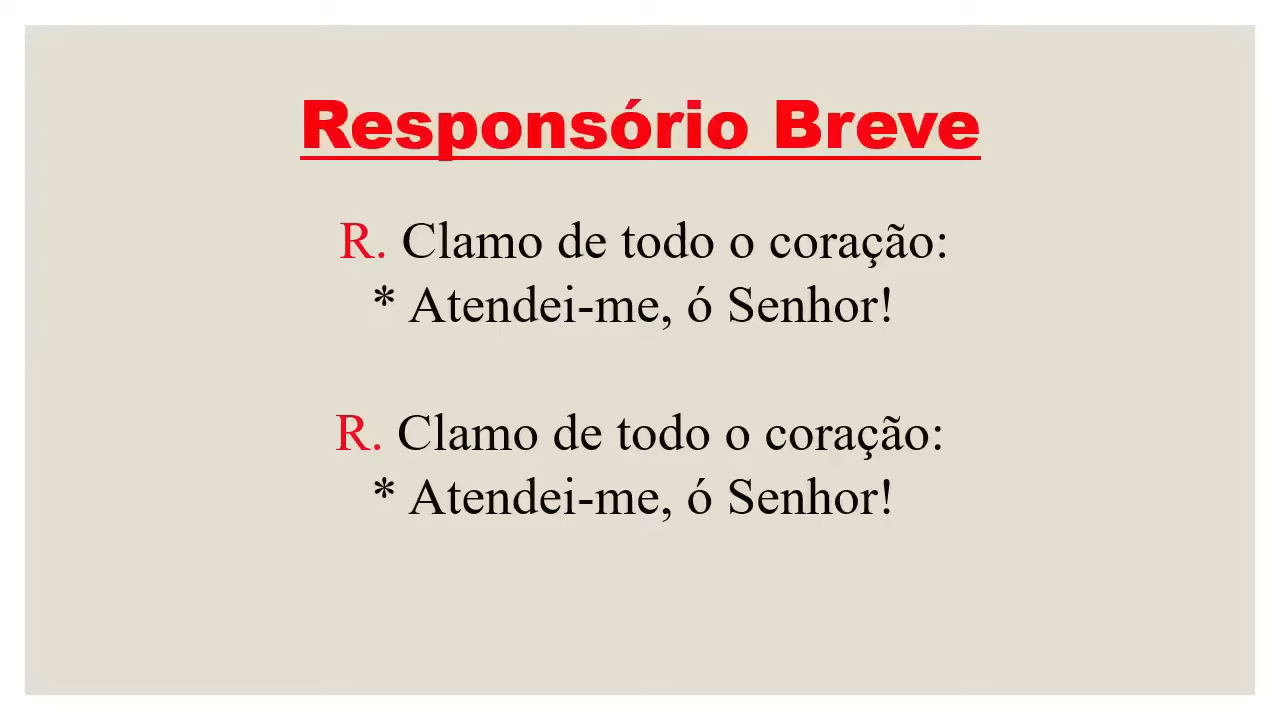 Responsório Breve
R. Clamo de todo o coração:
* Atendei-me, ó Senhor!
R. Clamo de todo o coração:
* Atendei-me, ó Senhor!